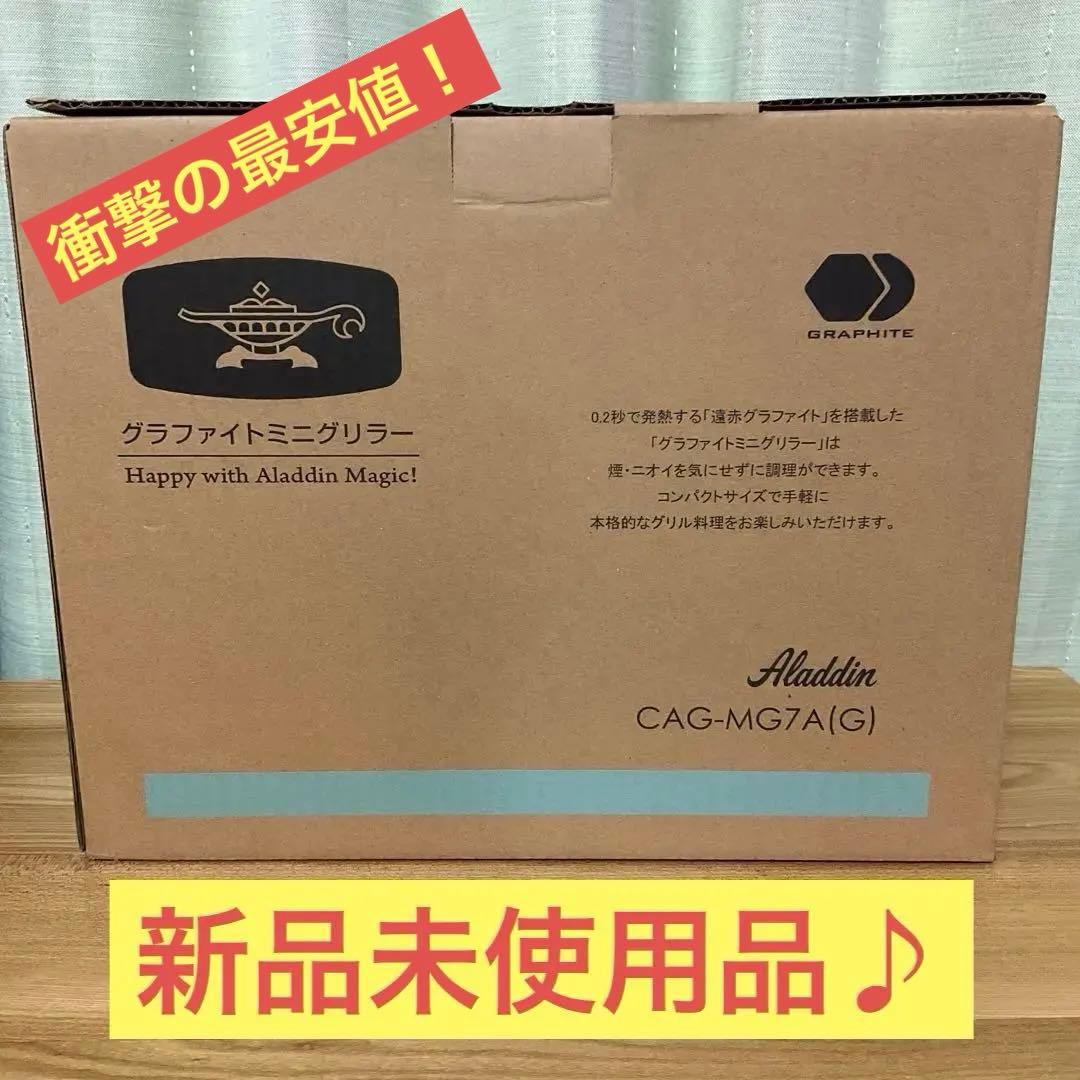 衝撃の最安値！
GRAPHITE
グラファイトミニグリラー
Happy with Aladdin Magic!
0.2秒で発熱する「遠赤グラファイト」を搭載した
「グラファイトミニグリラー」は
煙・ニオイを気にせずに調理ができます。
コンパクトサイズで手軽に
本格的なグリル料理をお楽しみいただけます。
Aladdin
CAG-MG7A(G)
新品未使用品♪